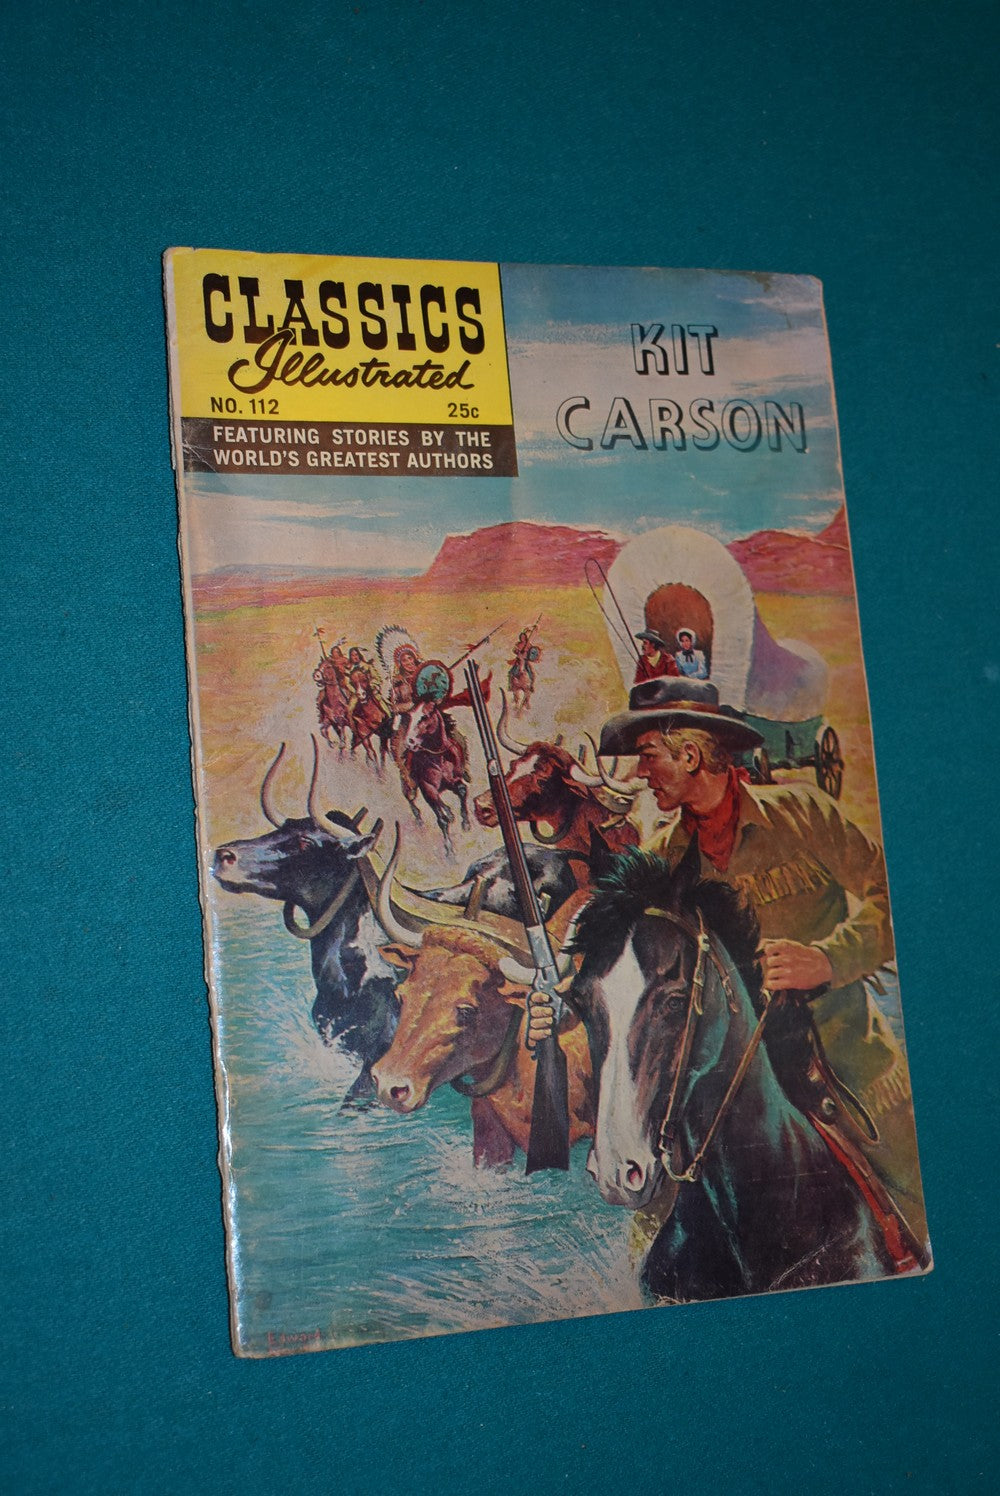 CLASSICS
Illustrated
NO. 112 25c
FEATURING STORIES BY THE
WORLD'S GREATEST AUTHORS
KIT
CARSON